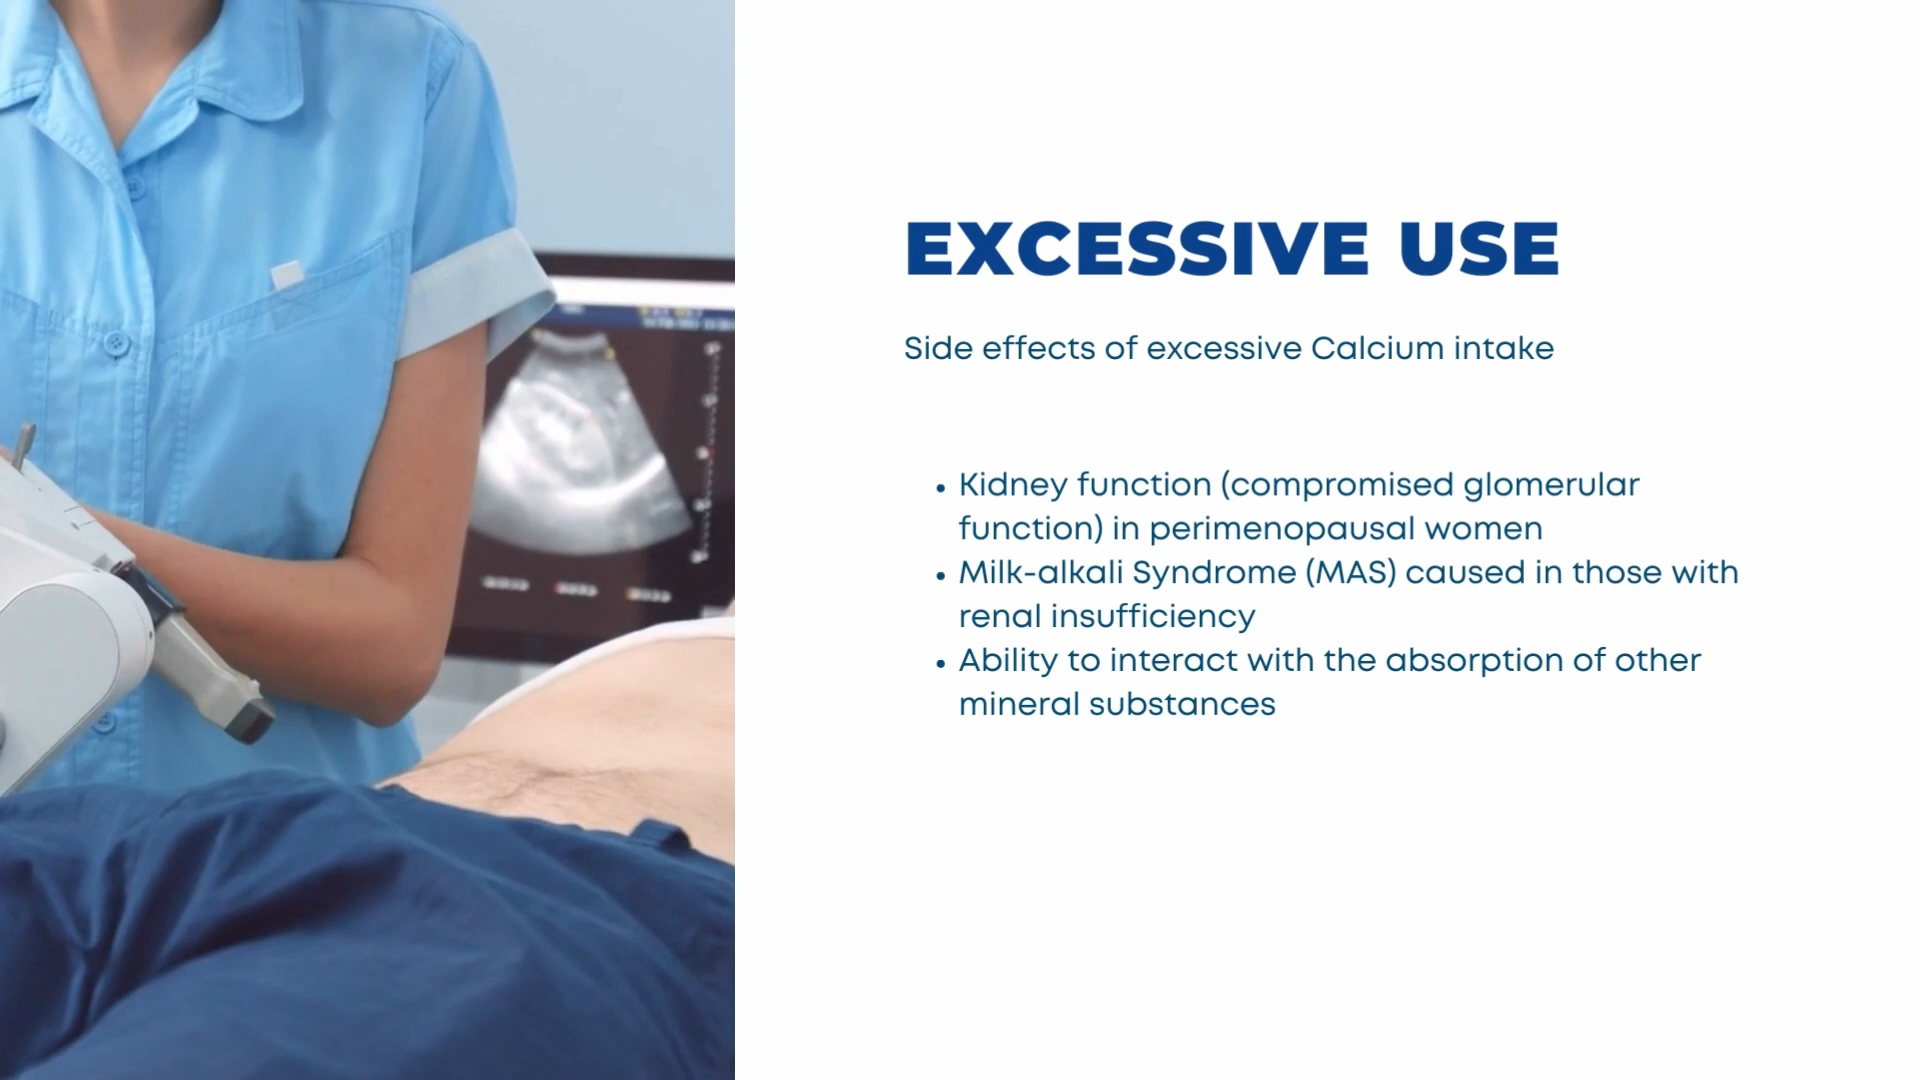 EXCESSIVE USE
Side effects of excessive Calcium intake
• Kidney function (compromised glomerular
function) in perimenopausal women
• Milk-alkali Syndrome (MAS) caused in those with
renal insufficiency
• Ability to interact with the absorption of other
mineral substances